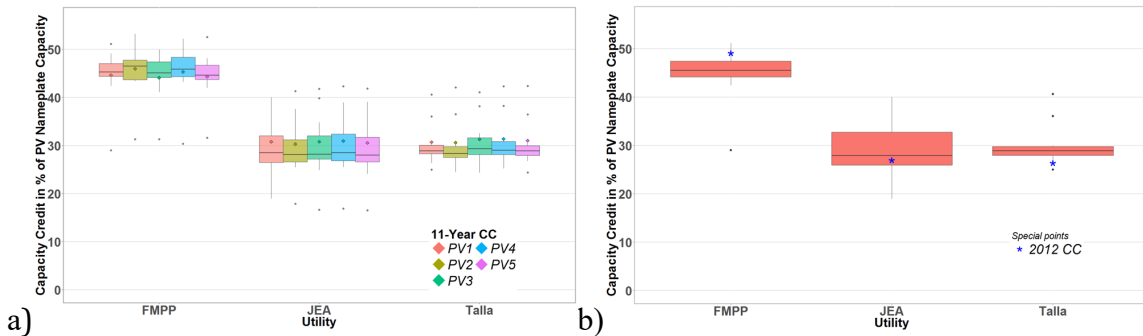 a)
Capacity Credit in % of PV Nameplate Capacity
50
40
30
20
10
0
11-Year CC
PV1 PV4
PV2 PV5
PV3
FMPP JEA Talla
Utility
b)
Capacity Credit in % of PV Nameplate Capacity
50
40
30
20
10
0
Special points
2012 CC
FMPP JEA Talla
Utility